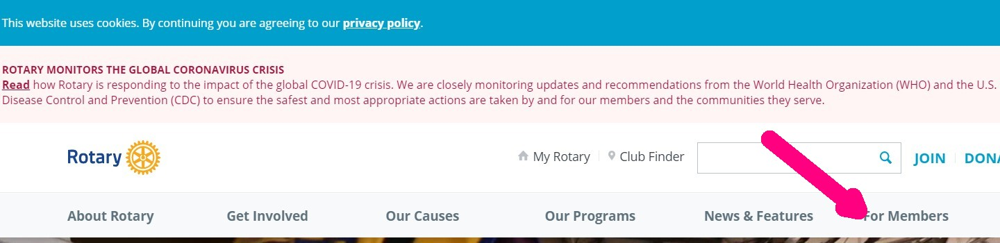 This website uses cookies. By continuing you are agreeing to our privacy policy.
ROTARY MONITORS THE GLOBAL CORONAVIRUS CRISIS
Read how Rotary is responding to the impact of the global COVID-19 crisis. We are closely monitoring updates and recommendations from the World Health Organization (WHO) and the U.S.
Disease Control and Prevention (CDC) to ensure the safest and most appropriate actions are taken by and for our members and the communities they serve.
Rotary
My Rotary
Club Finder
JOIN
DONA
About Rotary
Get Involved
Our Causes
Our Programs
News & Features
For Members